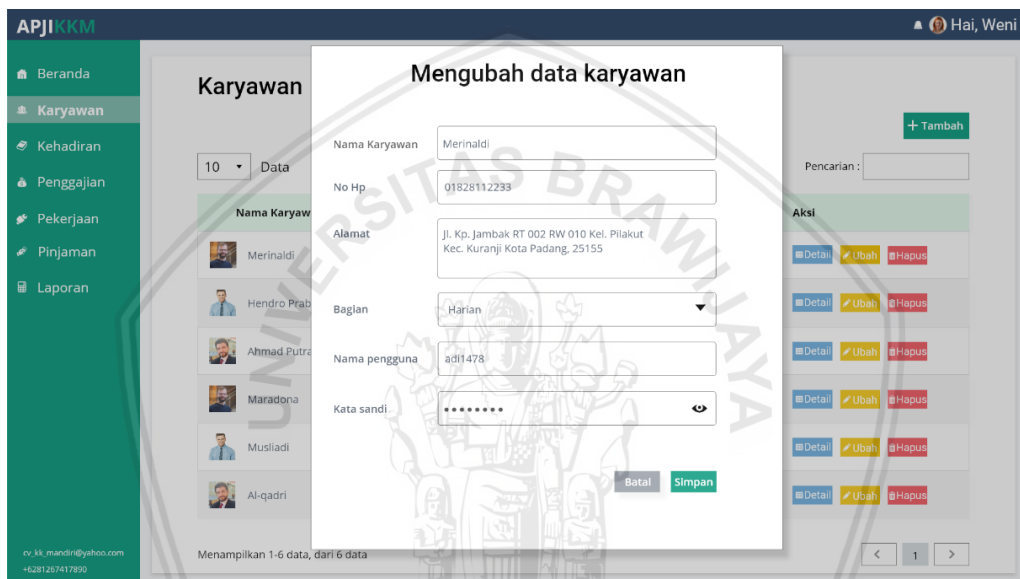 APJIKKM
Hai, Weni
Beranda
Karyawan
Kehadiran
Penggajian
Pekerjaan
Pinjaman
Laporan
cv_kk_mandiri@yahoo.com
+6281267417890
Karyawan
+ Tambah
10 Data
Pencarian :
Nama Karyaw
Aksi
Merinaldi
Detail Ubah Hapus
Hendro Prab
Detail Ubah Hapus
Ahmad Putra
Detail Ubah Hapus
Maradona
Detail Ubah Hapus
Musliadi
Detail Ubah Hapus
Al-qadri
Detail Ubah Hapus
Menampilkan 1-6 data, dari 6 data
< 1 >
Mengubah data karyawan
Nama Karyawan Merinaldi
No Hp 01828112233
Alamat Jl. Kp. Jambak RT 002 RW 010 Kel. Pilakut
Kec. Kuranji Kota Padang, 25155
Bagian Harian
Nama pengguna adi1478
Kata sandi ••••••••
Batal Simpan
UNIVERSITAS BRAWIJAYA